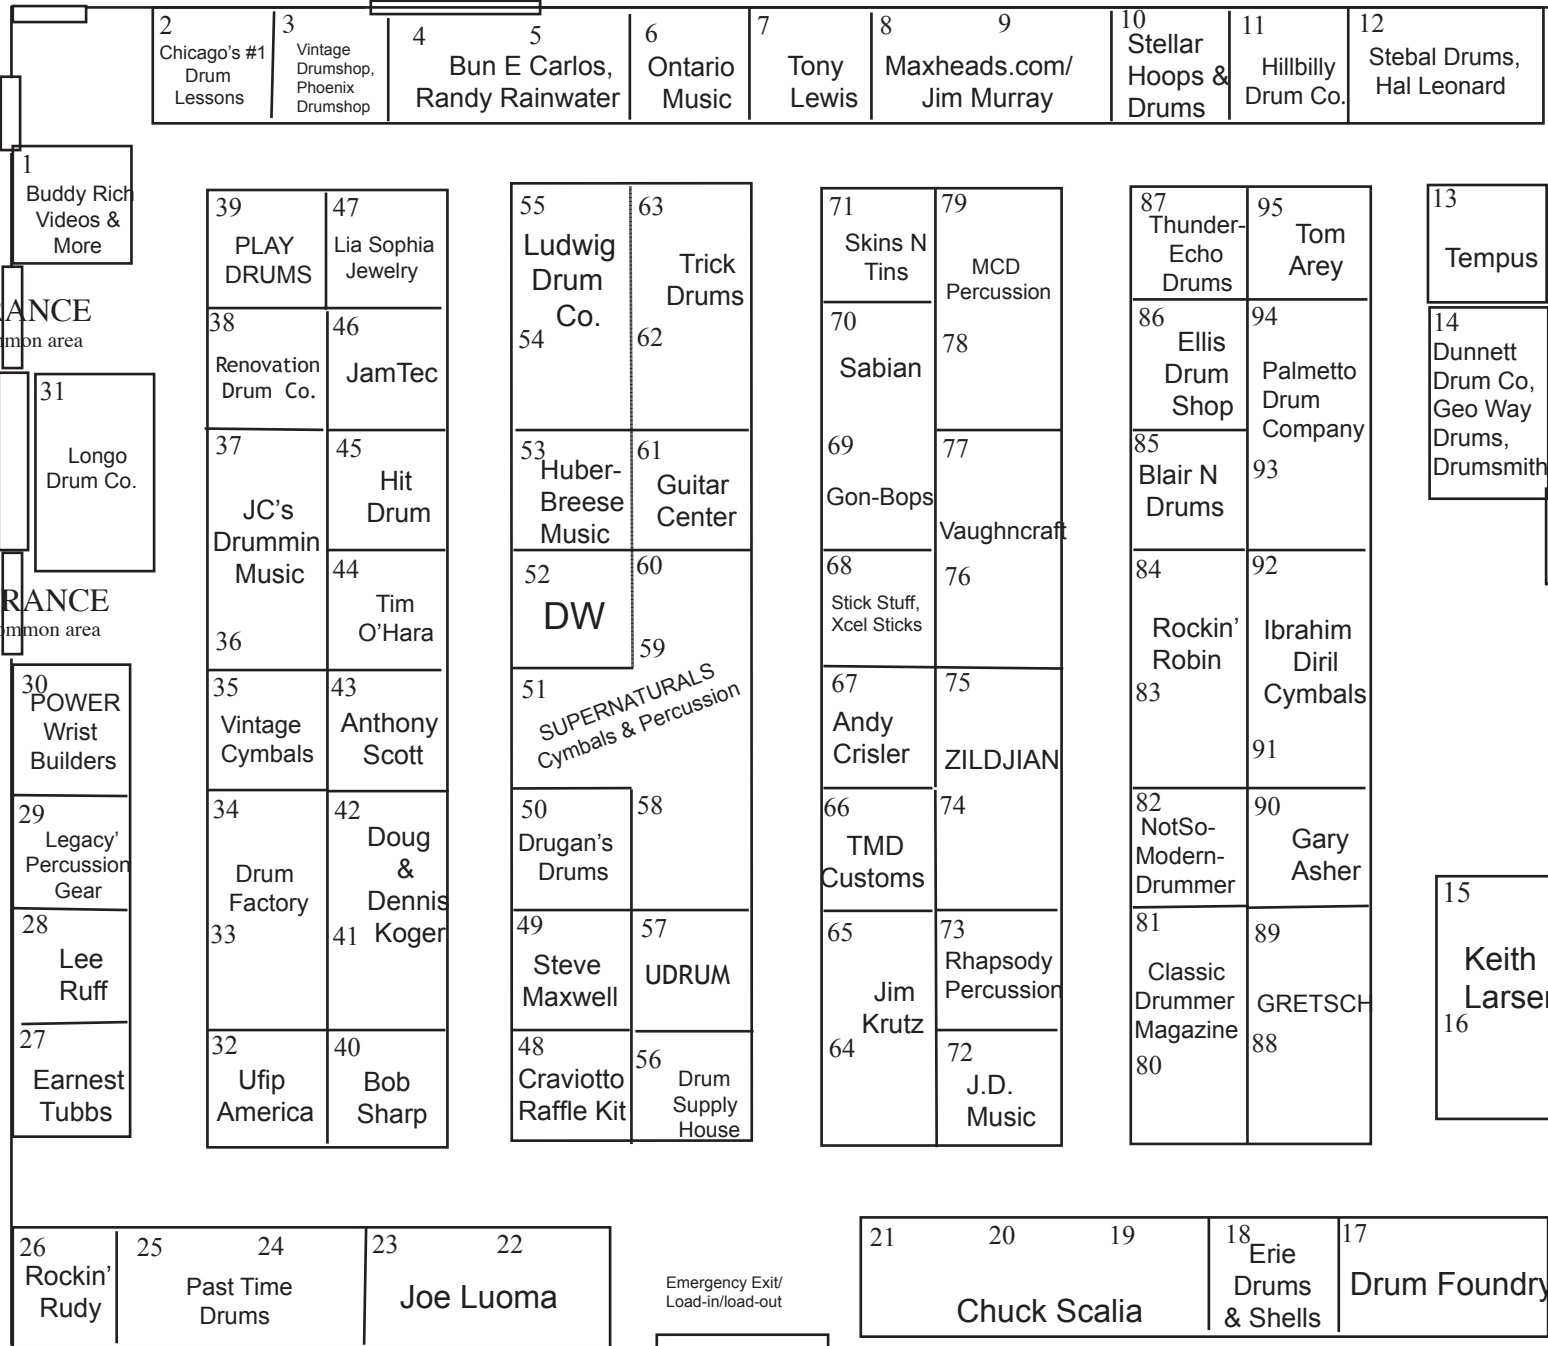 2
Chicago's #1
Drum
Lessons
3
Vintage
Drumshop,
Phoenix
Drumshop
4 5
Bun E Carlos,
Randy Rainwater
6
Ontario
Music
7
Tony
Lewis
8 9
Maxheads.com/
Jim Murray
10
Stellar
Hoops &
Drums
11
Hillbilly
Drum Co.
12
Stebal Drums,
Hal Leonard
1
Buddy Rich
Videos &
More
31
Longo
Drum Co.
30
POWER
Wrist
Builders
29
Legacy'
Percussion
Gear
28
Lee
Ruff
27
Earnest
Tubbs
39
PLAY
DRUMS
38
Renovation
Drum Co.
37
JC's
Drummin
Music
36
35
Vintage
Cymbals
34
Drum
Factory
33
32
Ufip
America
47
Lia Sophia
Jewelry
46
JamTec
45
Hit
Drum
44
Tim
O'Hara
43
Anthony
Scott
42
Doug
&
Dennis
Koger
41
40
Bob
Sharp
55
Ludwig
Drum
Co.
54
53
Huber-
Breese
Music
52
DW
51
SUPERNATURALS
Cymbals & Percussion
50
Drugan's
Drums
49
Steve
Maxwell
48
Craviotto
Raffle Kit
63
Trick
Drums
62
61
Guitar
Center
60
59
58
57
UDRUM
56
Drum
Supply
House
71
Skins N
Tins
70
Sabian
69
Gon-Bops
68
Stick Stuff,
Xcel Sticks
67
Andy
Crisler
66
TMD
Customs
65
Jim
Krutz
64
79
MCD
Percussion
78
77
Vaughncraft
76
75
ZILDJIAN
74
73
Rhapsody
Percussion
72
J.D.
Music
87
Thunder-
Echo
Drums
86
Ellis
Drum
Shop
85
Blair N
Drums
84
Rockin'
Robin
83
82
NotSo-
Modern-
Drummer
81
Classic
Drummer
Magazine
80
95
Tom
Arey
94
Palmetto
Drum
Company
93
92
Ibrahim
Diril
Cymbals
91
90
Gary
Asher
89
GRETSCH
88
13
Tempus
14
Dunnett
Drum Co,
Geo Way
Drums,
Drumsmith
15
Keith
16
26
Rockin'
Rudy
25 24
Past Time
Drums
23 22
Joe Luoma
Emergency Exit/
Load-in/load-out
21 20 19
Chuck Scalia
18
Erie
Drums
& Shells
17
Drum Foundry
area
area